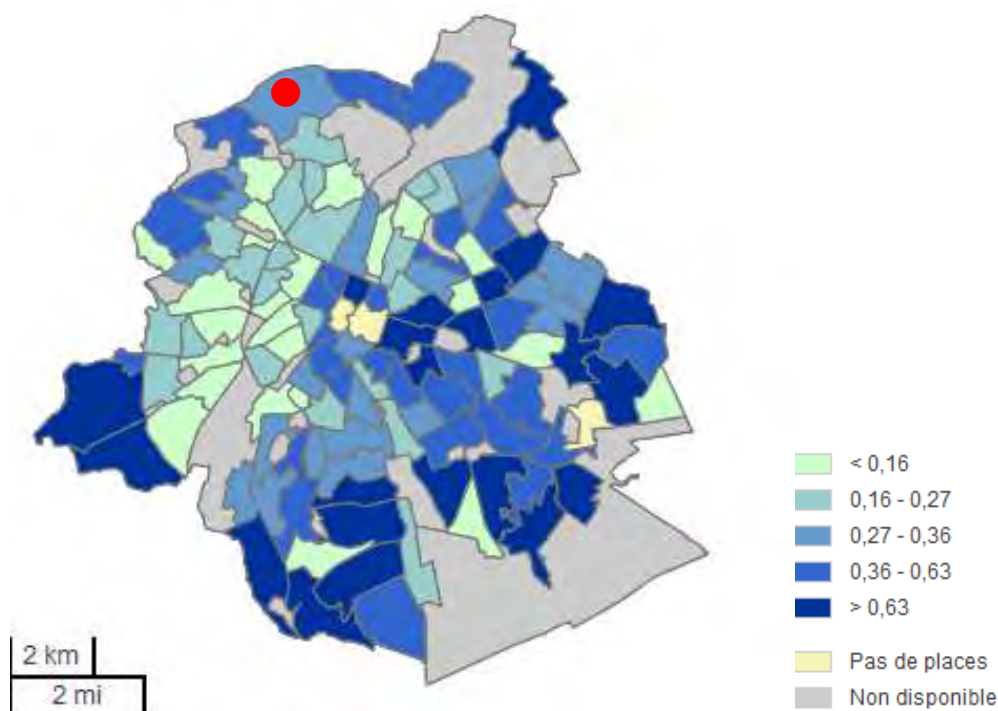 < 0,16
0,16 - 0,27
0,27 - 0,36
0,36 - 0,63
> 0,63
Pas de places
Non disponible
2 km
2 mi